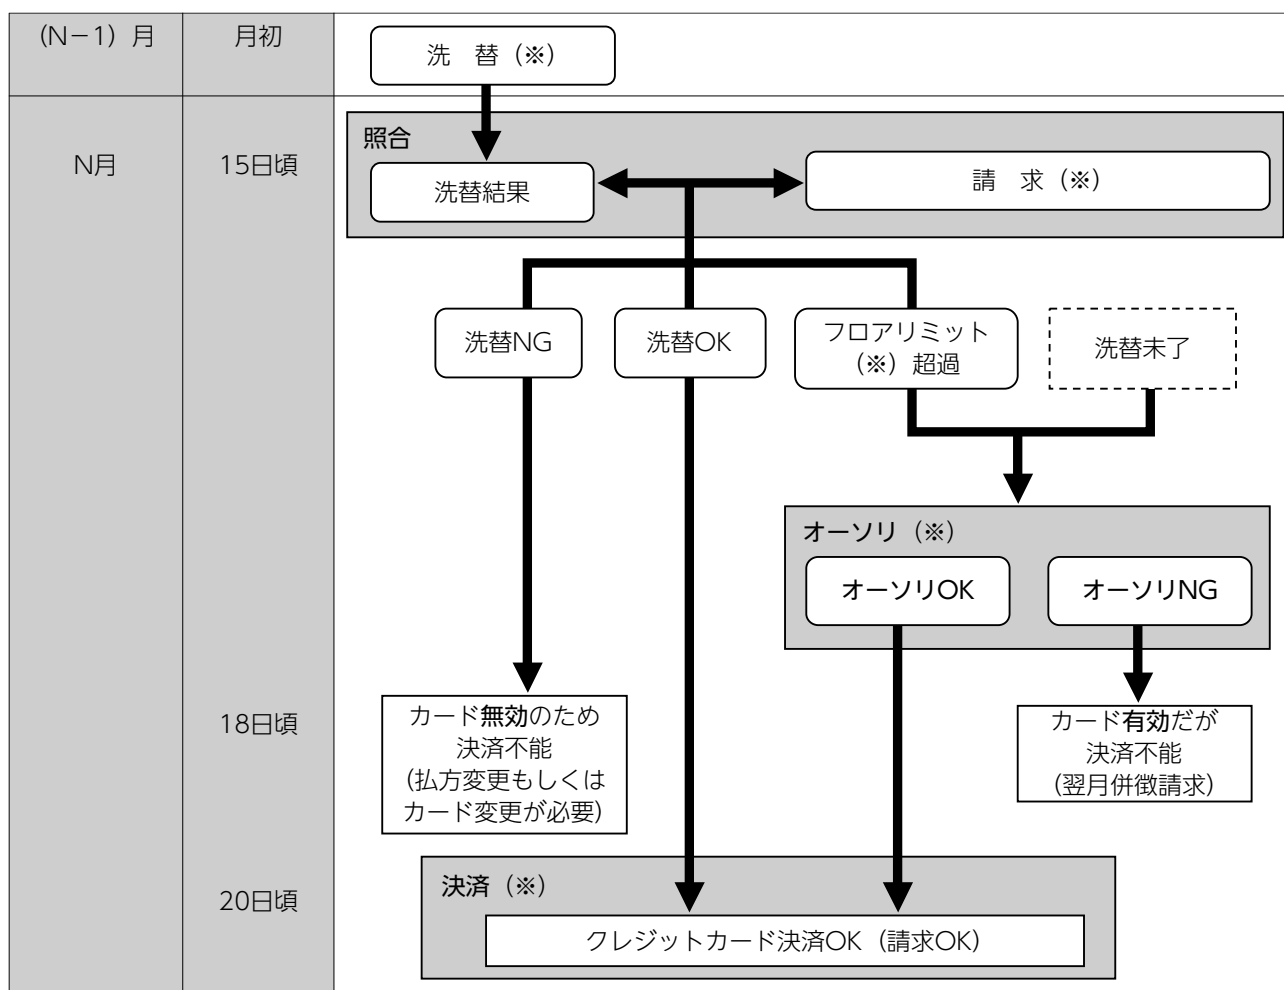 (N−1)月
月初
洗 替(※)
N月
15日頃
照合
洗替結果
請 求(※)
洗替NG
洗替OK
フロアリミット
(※)超過
洗替未了
オーソリ(※)
オーソリOK
オーソリNG
18日頃
カード無効のため
決済不能
(払方変更もしくは
カード変更が必要)
カード有効だが
決済不能
(翌月併徴請求)
20日頃
決済(※)
クレジットカード決済OK(請求OK)